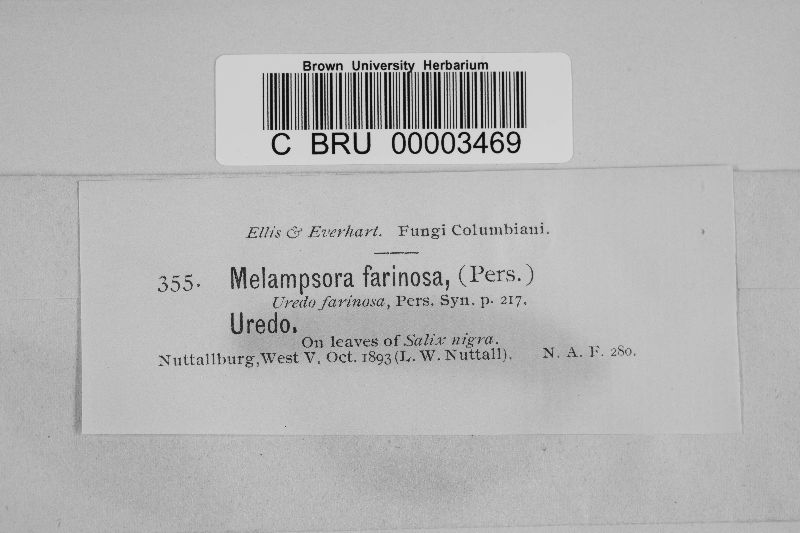 Brown University Herbarium
C BRU 00003469
Ellis & Everhart. Fungi Columbiani.
355. Melampsora farinosa, (Pers.)
Uredo farinosa, Pers. Syn. p. 217.
Uredo.
On leaves of Salix nigra.
Nuttallburg, West V. Oct. 1893 (L. W. Nuttall). N. A. F. 280.